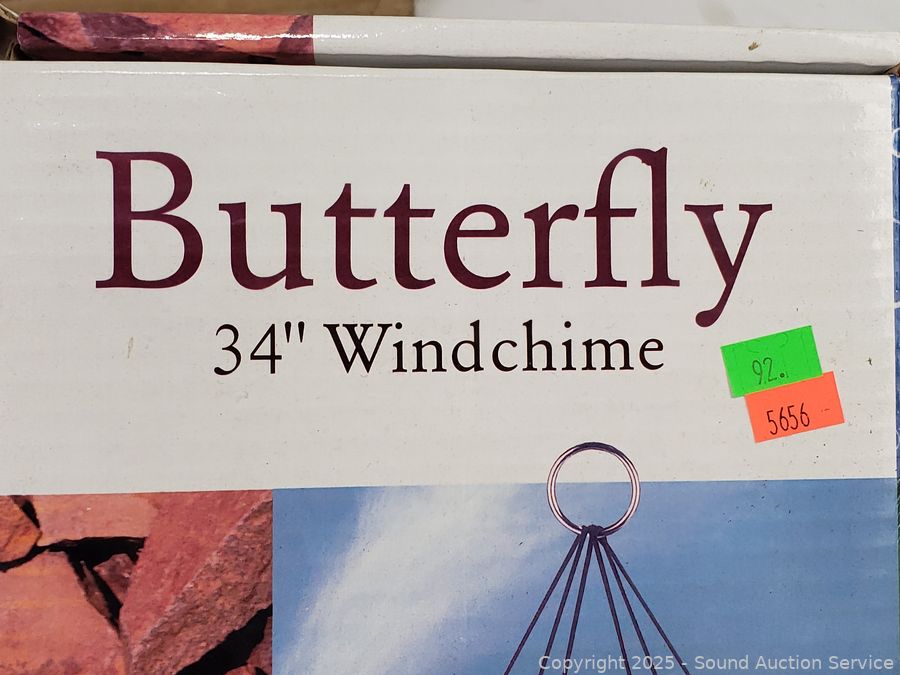 Butterfly
34" Windchime
92.
5656
Copyright 2025 - Sound Auction Service